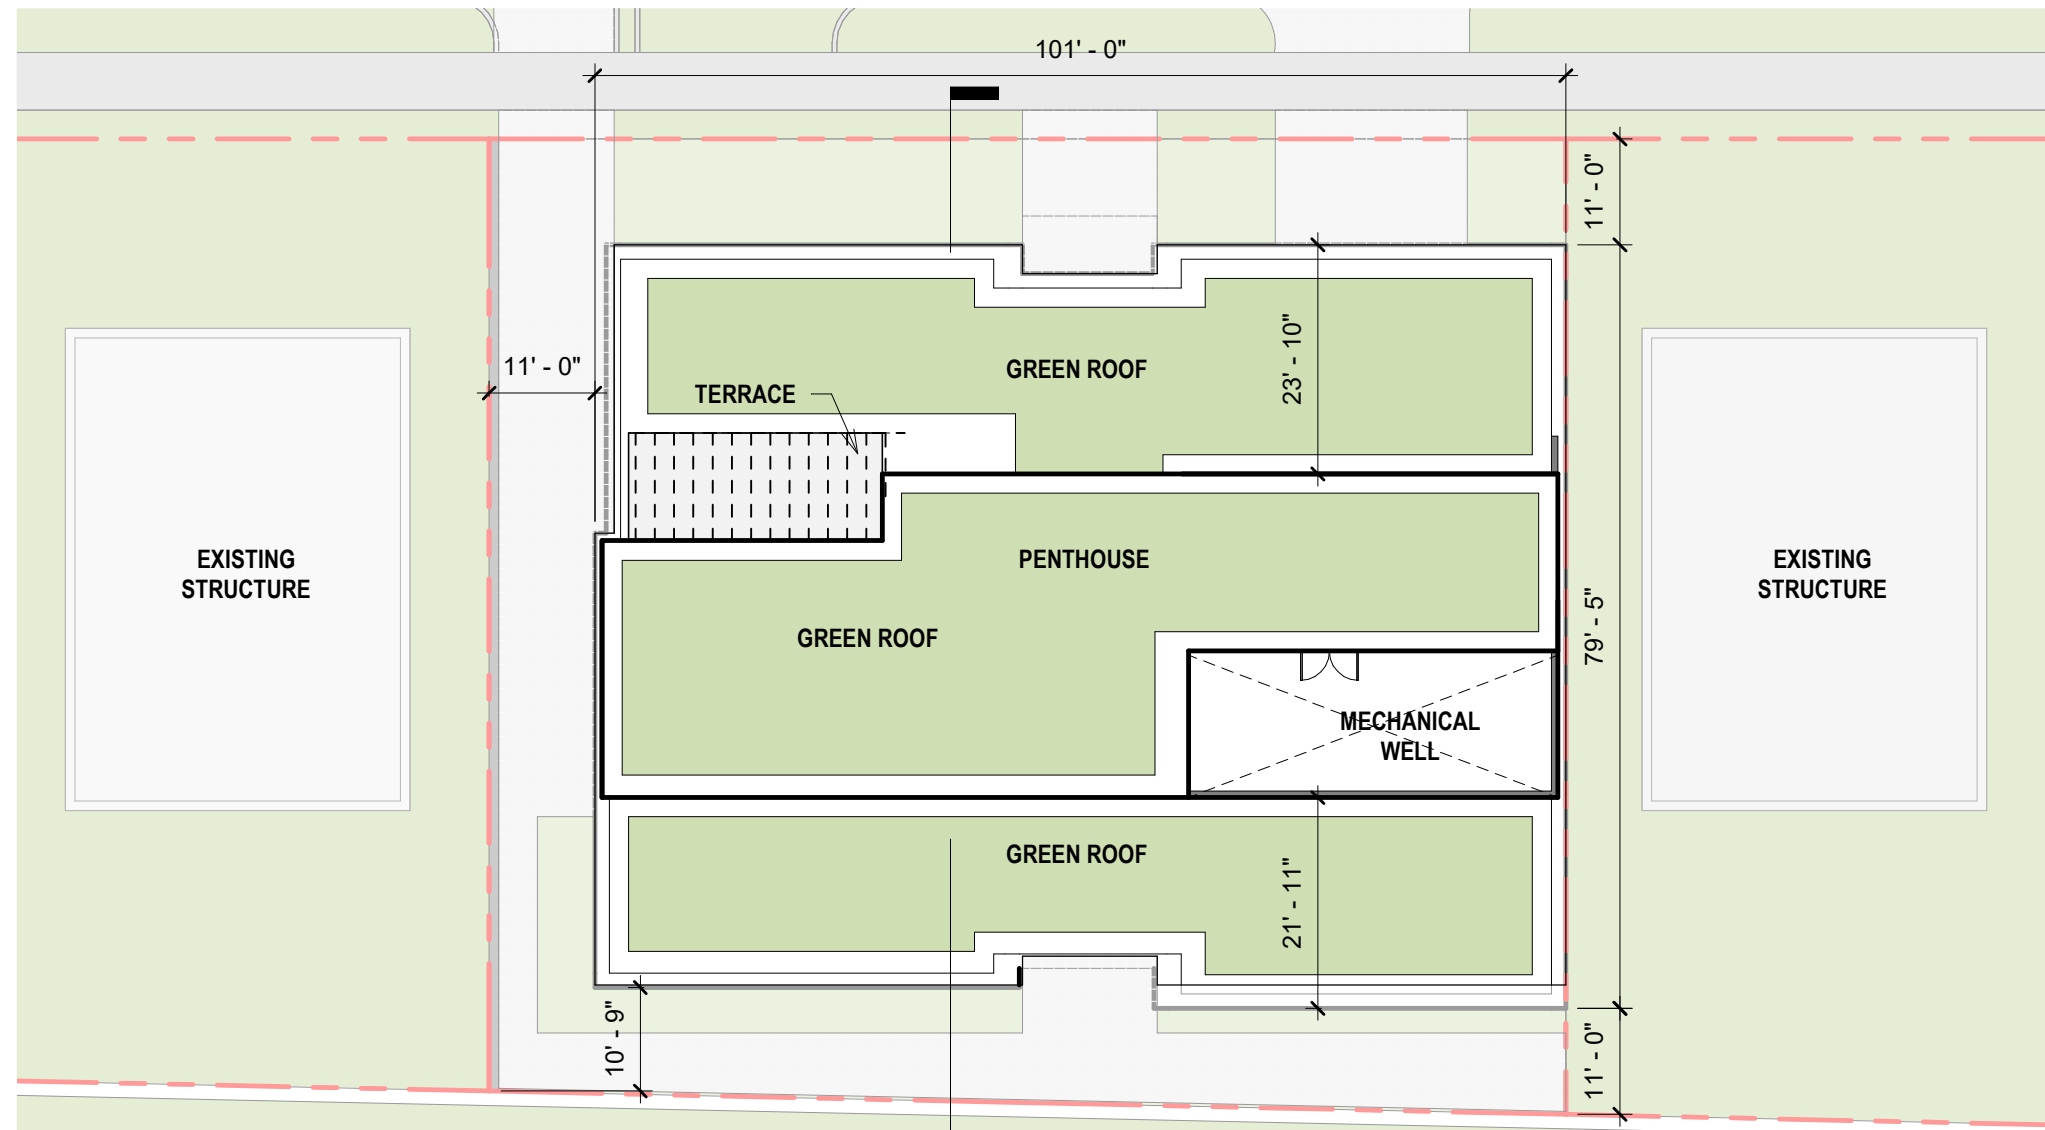 101' - 0"
11' - 0"
11' - 0"
23' - 10"
GREEN ROOF
TERRACE
EXISTING
STRUCTURE
PENTHOUSE
EXISTING
STRUCTURE
79' - 5"
GREEN ROOF
MECHANICAL
WELL
GREEN ROOF
21' - 11"
10' - 9"
11' - 0"